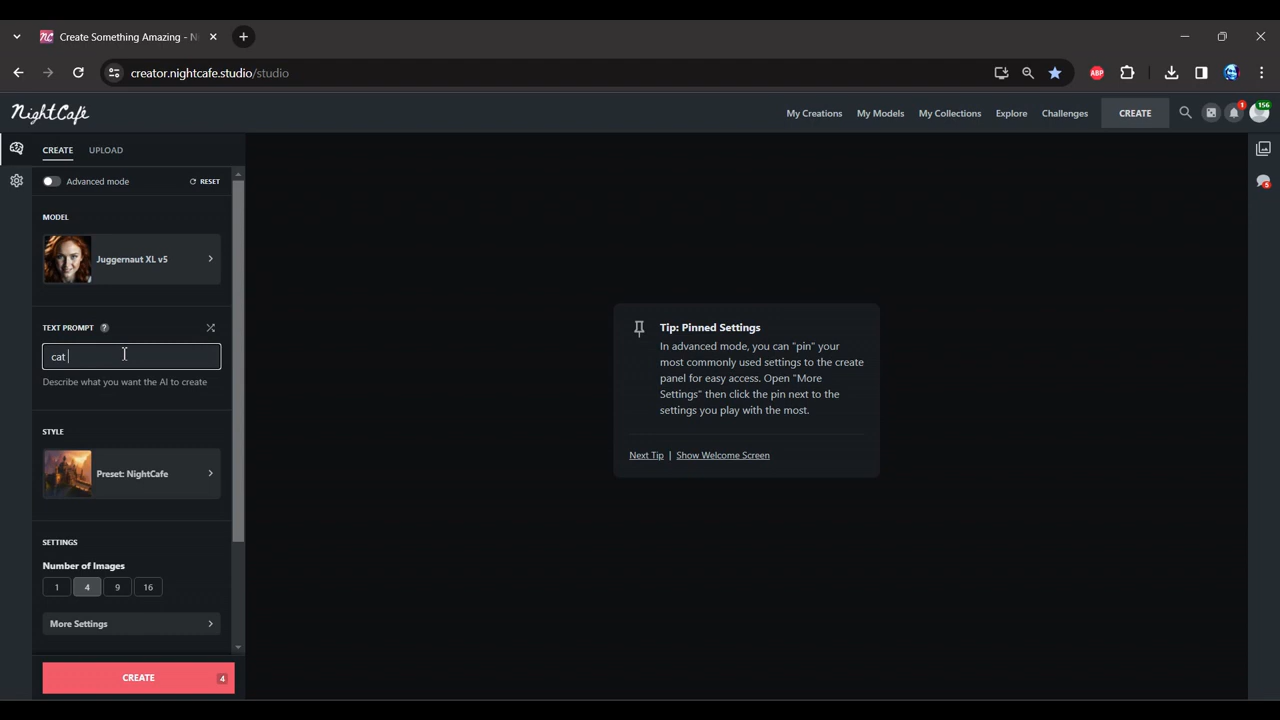 Create Something Amazing - N
creator.nightcafe.studio/studio
ABP
NightCafe
My Creations
My Models
My Collections
Explore
Challenges
CREATE
1
156
CREATE
UPLOAD
Advanced mode
RESET
MODEL
Juggernaut XL v5
TEXT PROMPT ?
cat
Describe what you want the AI to create
STYLE
Preset: NightCafe
SETTINGS
Number of Images
1
4
9
16
More Settings
CREATE
4
Tip: Pinned Settings
In advanced mode, you can "pin" your
most commonly used settings to the create
panel for easy access. Open "More
Settings" then click the pin next to the
settings you play with the most.
Next Tip | Show Welcome Screen
5